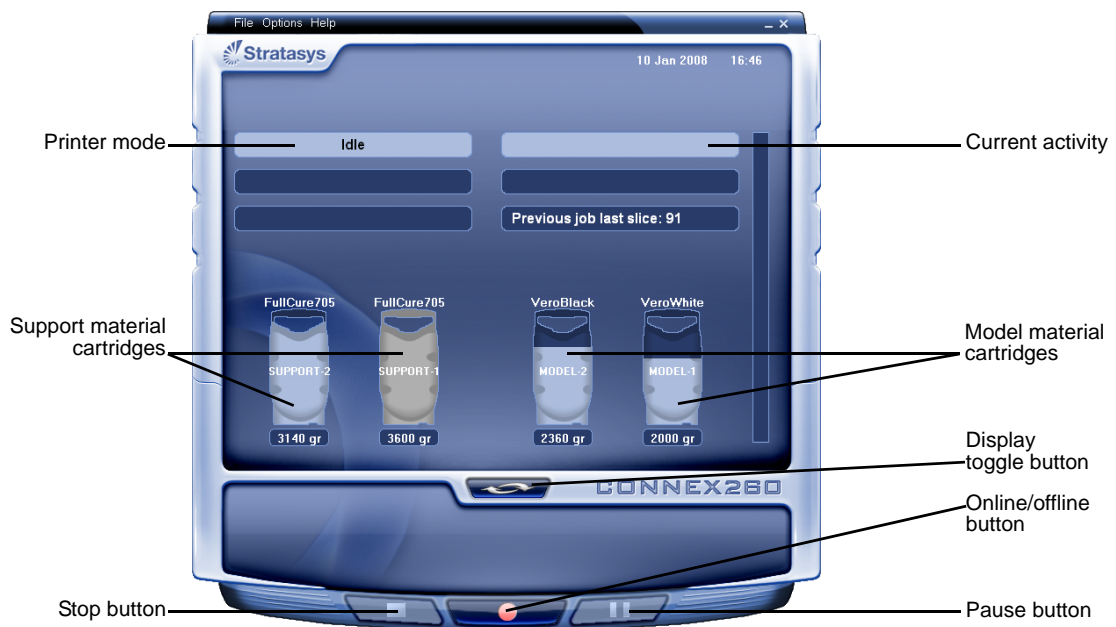 File Options Help
Stratasys
10 Jan 2008 16:46
Printer mode
Idle
Current activity
Previous job last slice: 91
FullCure705
FullCure705
VeroBlack
VeroWhite
Support material
cartridges
SUPPORT-2
SUPPORT-1
MODEL-2
MODEL-1
Model material
cartridges
3140 gr
3600 gr
2360 gr
2000 gr
Display
toggle button
CONNEX260
Online/offline
button
Stop button
Pause button